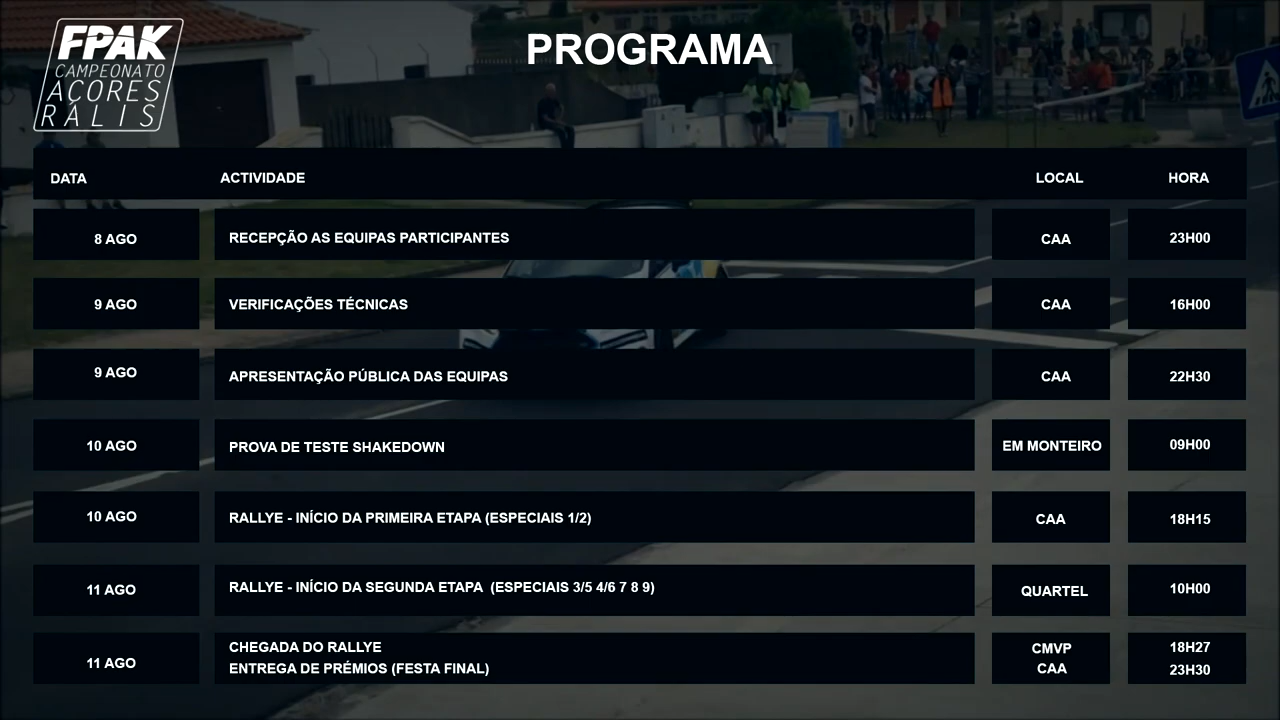 FPAK
CAMPEONATO
AÇORES
RALIS
PROGRAMA
DATA ACTIVIDADE LOCAL HORA
8 AGO RECEPÇÃO AS EQUIPAS PARTICIPANTES CAA 23H00
9 AGO VERIFICAÇÕES TÉCNICAS CAA 16H00
9 AGO APRESENTAÇÃO PÚBLICA DAS EQUIPAS CAA 22H30
10 AGO PROVA DE TESTE SHAKEDOWN EM MONTEIRO 09H00
10 AGO RALLYE - INÍCIO DA PRIMEIRA ETAPA (ESPECIAIS 1/2) CAA 18H15
11 AGO RALLYE - INÍCIO DA SEGUNDA ETAPA (ESPECIAIS 3/5 4/6 7 8 9) QUARTEL 10H00
CHEGADA DO RALLYE CMVP 18H27
11 AGO ENTREGA DE PRÉMIOS (FESTA FINAL) CAA 23H30